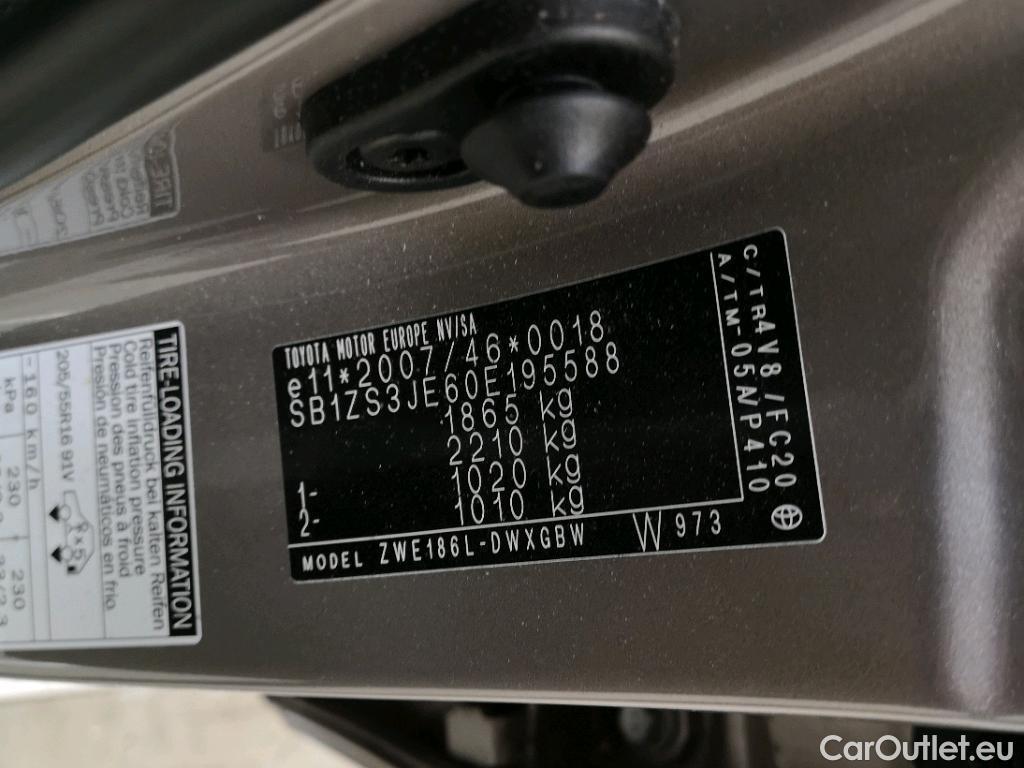 TOYOTA MOTOR EUROPE NV/SA
e11*2007/46*0018
SB1ZS3JE60E195588
1865 kg
2210 kg
1- 1020 kg
2- 1010 kg
C/TR4V8/FC20
A/TM-05A/P410
MODEL ZWE186L-DWXGBW W973
TIRE-LOADING INFORMATION
Reifenfülldruck bei kalten Reifen
Cold tire inflation pressure
Pression des pneus à froid
Presión de neumáticos en frio
x5
205/55R16 91V
-160 km/h
kPa 230 230
CarOutlet.eu